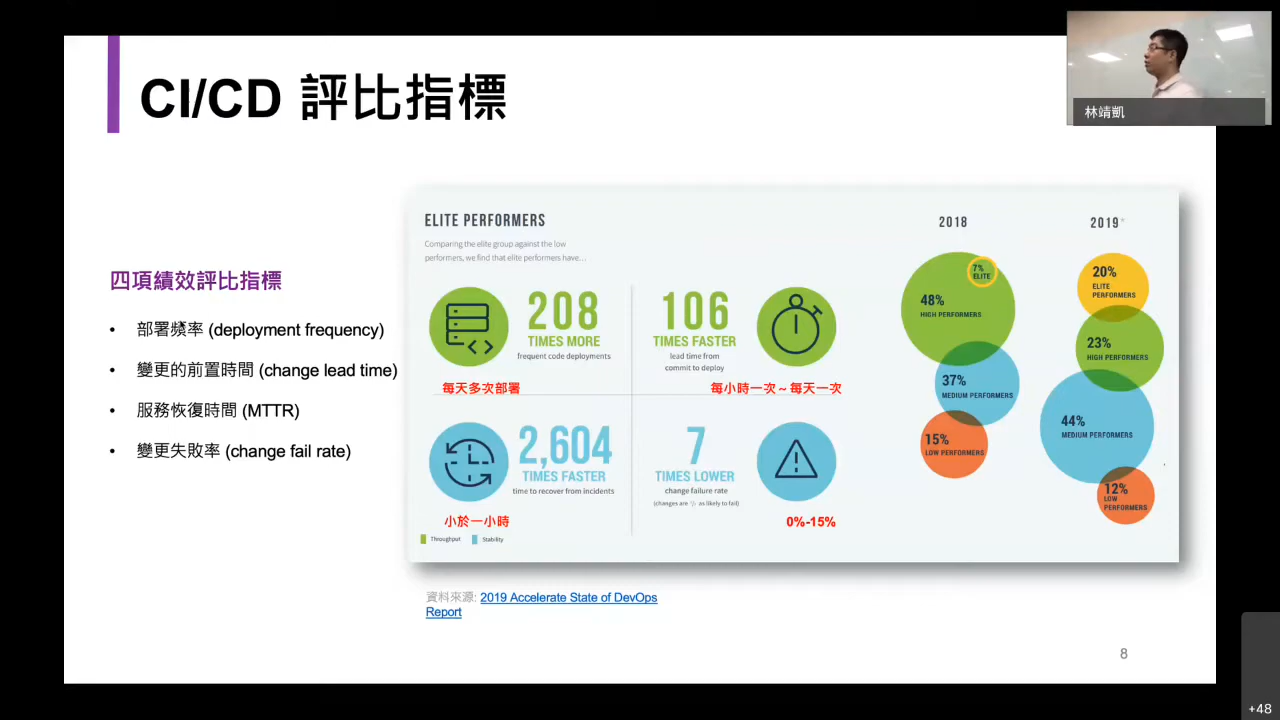 CI/CD 評比指標
林靖凱
四項績效評比指標
• 部署頻率 (deployment frequency)
• 變更的前置時間 (change lead time)
• 服務恢復時間 (MTTR)
• 變更失敗率 (change fail rate)
ELITE PERFORMERS
Comparing the elite group against the low
performers, we find that elite performers have...
208
TIMES MORE
frequent code deployments
每天多次部署
106
TIMES FASTER
lead time from
commit to deploy
每小時一次 ~ 每天一次
2,604
TIMES FASTER
time to recover from incidents
小於一小時
7
TIMES LOWER
change failure rate
(changes are 1/7 as likely to fail)
0%-15%
Throughput
Stability
2018
7%
ELITE
48%
HIGH PERFORMERS
37%
MEDIUM PERFORMERS
15%
LOW PERFORMERS
2019*
20%
ELITE
PERFORMERS
23%
HIGH PERFORMERS
44%
MEDIUM PERFORMERS
12%
LOW
PERFORMERS
資料來源: 2019 Accelerate State of DevOps
Report
8
+48